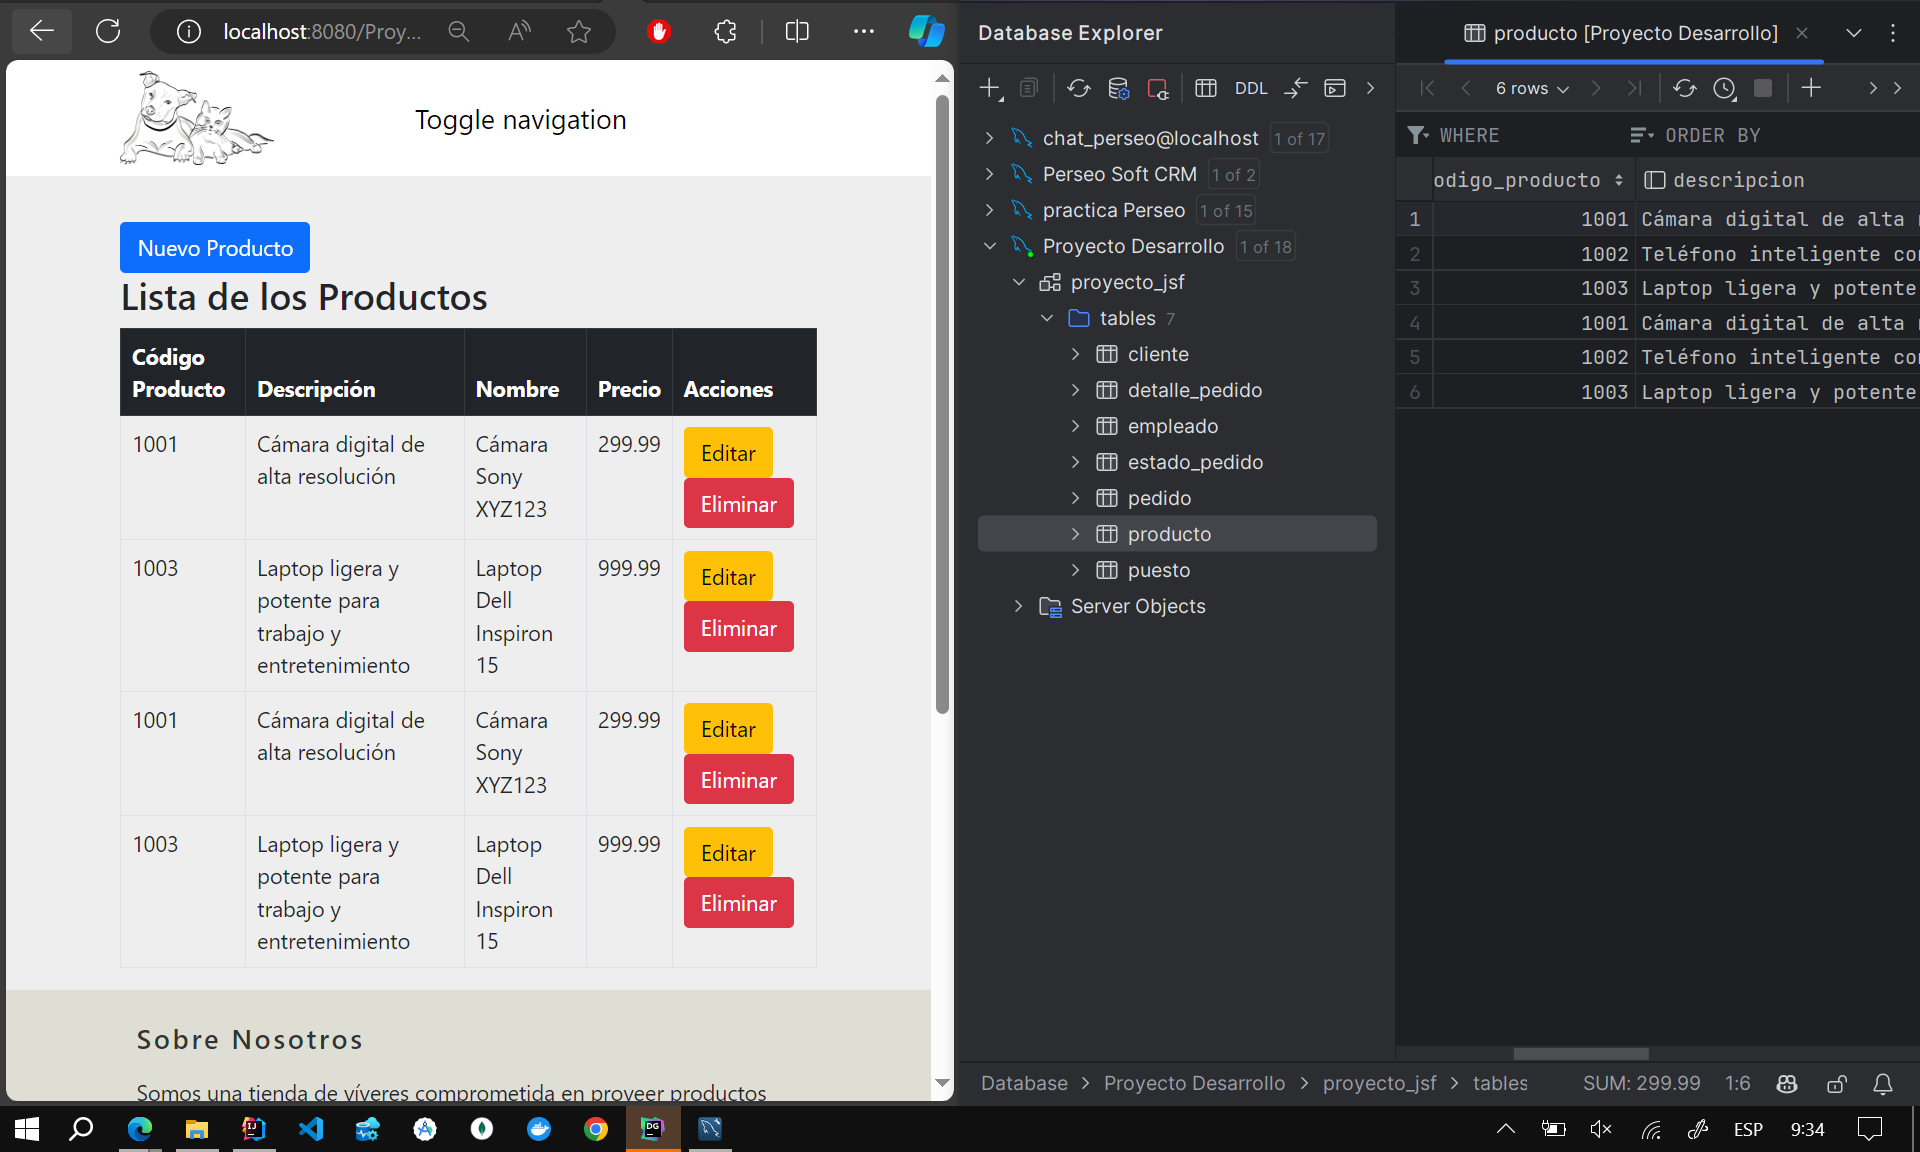 localhost:8080/Proy...
Toggle navigation
Nuevo Producto
Lista de los Productos
Código Producto Descripción Nombre Precio Acciones
1001 Cámara digital de alta resolución Cámara Sony XYZ123 299.99 Editar Eliminar
1003 Laptop ligera y potente para trabajo y entretenimiento Laptop Dell Inspiron 15 999.99 Editar Eliminar
1001 Cámara digital de alta resolución Cámara Sony XYZ123 299.99 Editar Eliminar
1003 Laptop ligera y potente para trabajo y entretenimiento Laptop Dell Inspiron 15 999.99 Editar Eliminar
Sobre Nosotros
Somos una tienda de víveres comprometida en proveer productos
Database Explorer
DDL
chat_perseo@localhost 1 of 17
Perseo Soft CRM 1 of 2
practica Perseo 1 of 15
Proyecto Desarrollo 1 of 18
proyecto_jsf
tables 7
cliente
detalle_pedido
empleado
estado_pedido
pedido
producto
puesto
Server Objects
producto [Proyecto Desarrollo]
6 rows
WHERE ORDER BY
odigo_producto descripcion
1 1001 Cámara digital de alta
2 1002 Teléfono inteligente co
3 1003 Laptop ligera y potente
4 1001 Cámara digital de alta
5 1002 Teléfono inteligente co
6 1003 Laptop ligera y potente
Database > Proyecto Desarrollo > proyecto_jsf > tables SUM: 299.99 1:6
ESP 9:34